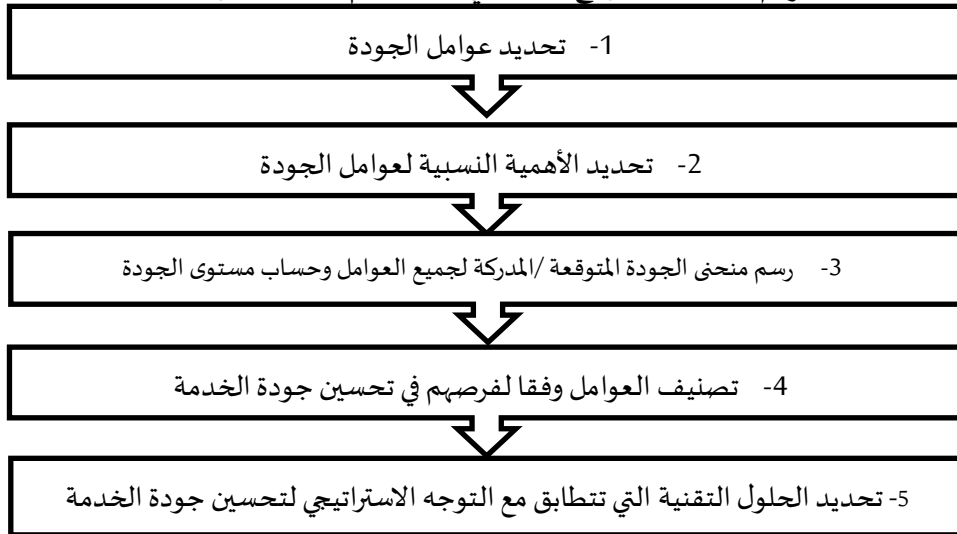 1- تحديد عوامل الجودة
2- تحديد الأهمية النسبية لعوامل الجودة
3- رسم منحنى الجودة المتوقعة /المدركة لجميع العوامل وحساب مستوى الجودة
4- تصنيف العوامل وفقا لفرصهم في تحسين جودة الخدمة
5- تحديد الحلول التقنية التي تتطابق مع التوجه الاستراتيجي لتحسين جودة الخدمة